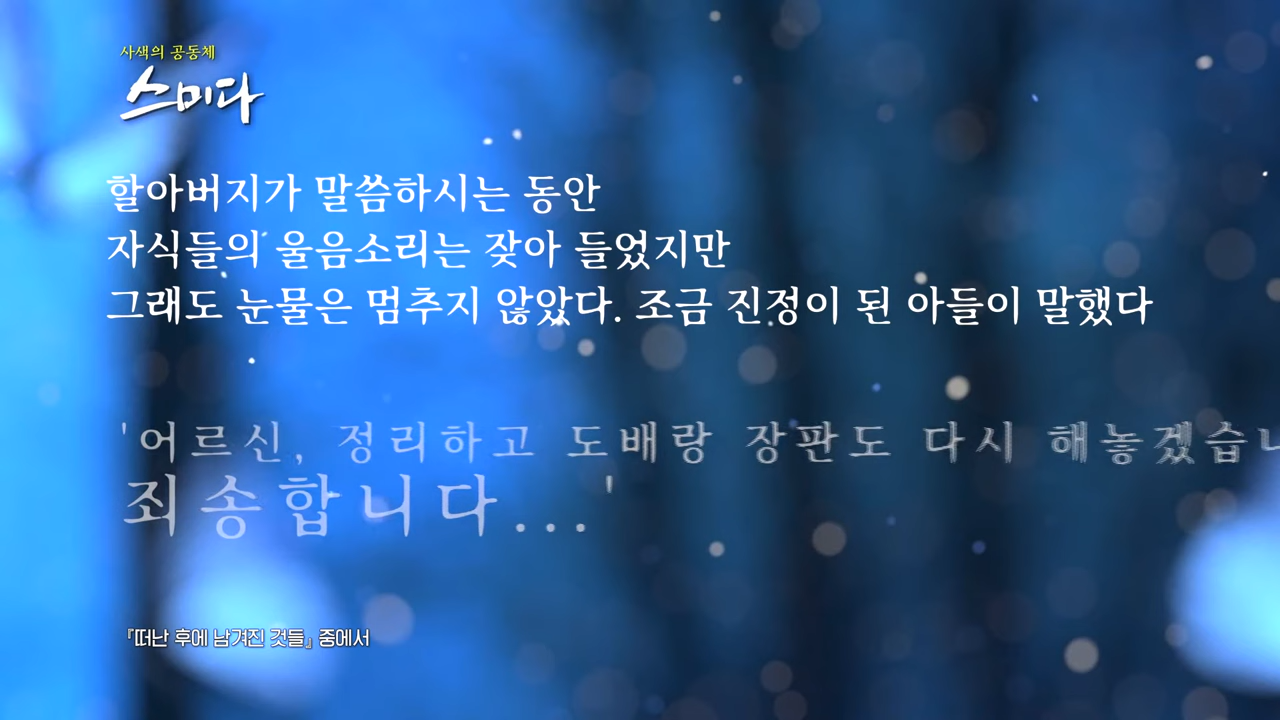 사색의 공동체
스미다
할아버지가 말씀하시는 동안
자식들의 울음소리는 잦아 들었지만
그래도 눈물은 멈추지 않았다. 조금 진정이 된 아들이 말했다
'어르신, 정리하고 도배랑 장판도 다시 해놓겠습
죄송합니다...'
『떠난 후에 남겨진 것들』 중에서